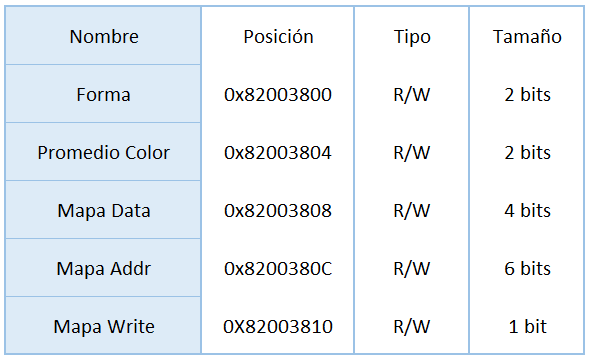 Nombre Posición Tipo Tamaño
Forma 0x82003800 R/W 2 bits
Promedio Color 0x82003804 R/W 2 bits
Mapa Data 0x82003808 R/W 4 bits
Mapa Addr 0x8200380C R/W 6 bits
Mapa Write 0X82003810 R/W 1 bit